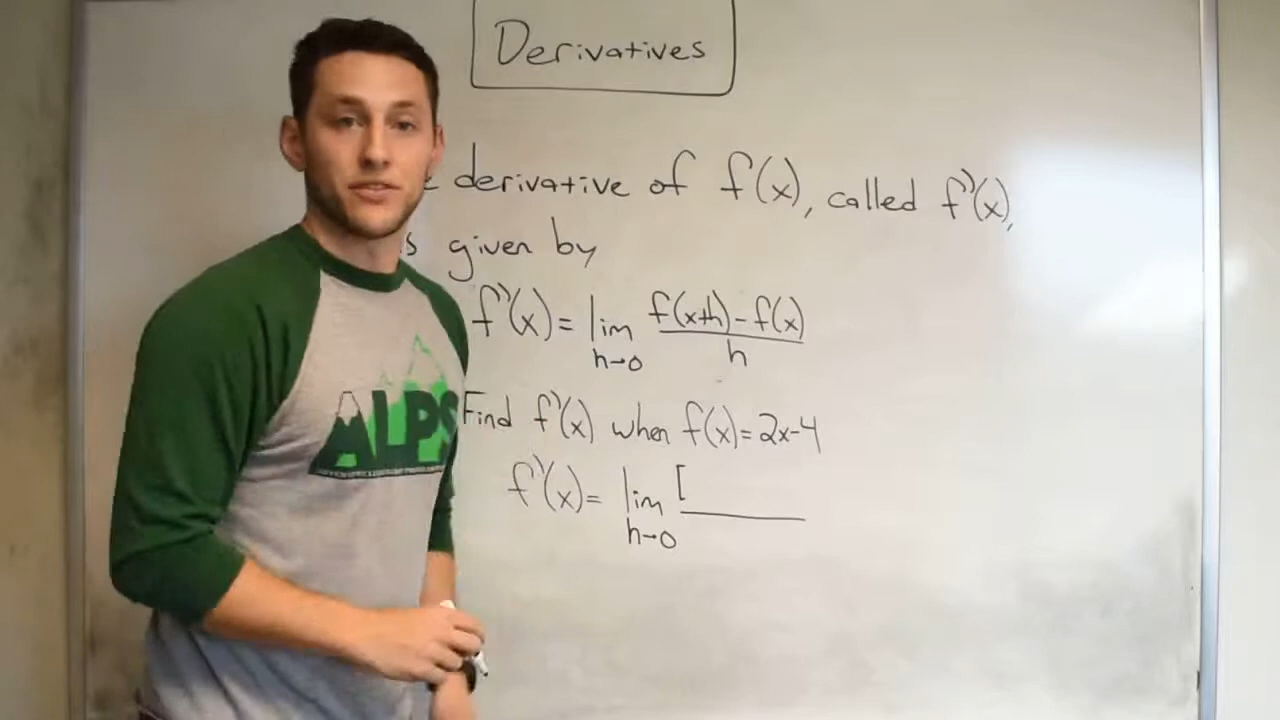 Derivatives
derivative of f(x), called f'(x),
given by
f'(x) = lim h→0 f(x+h)-f(x) / h
Find f'(x) when f(x)=2x-4
f'(x) = lim h→0 [
ALPS